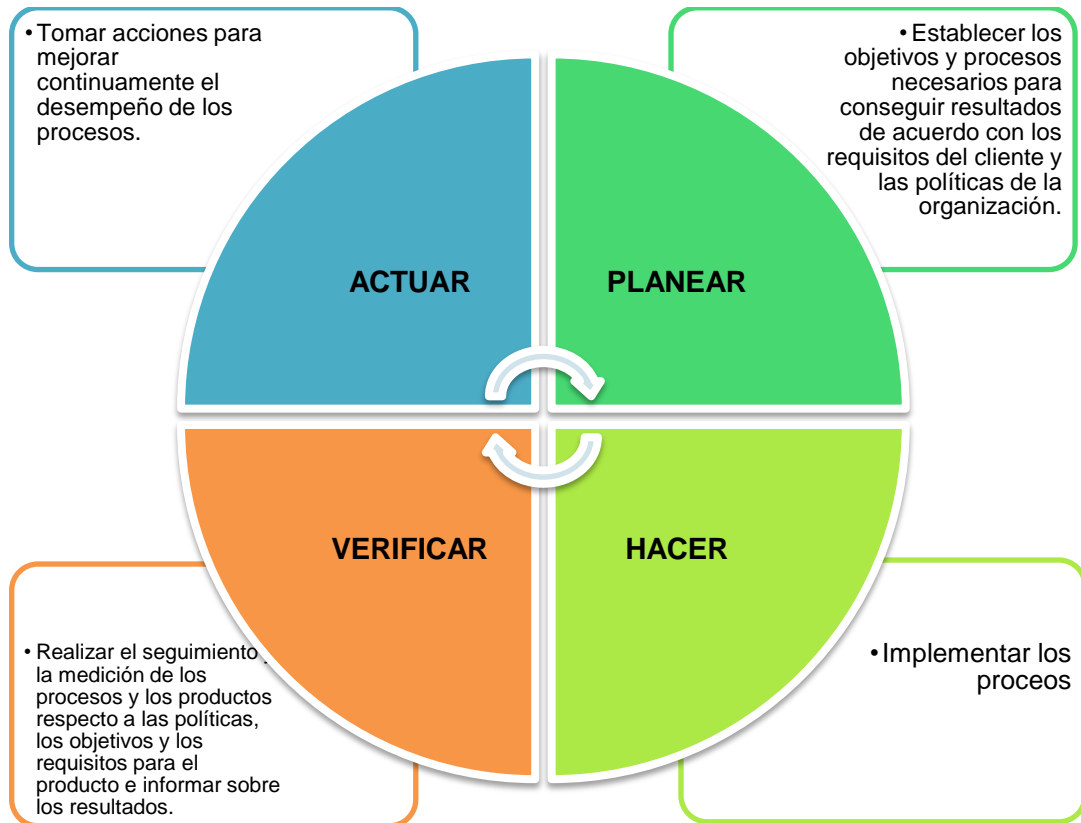 • Tomar acciones para
mejorar
continuamente el
desempeño de los
procesos.
• Establecer los
objetivos y procesos
necesarios para
conseguir resultados
de acuerdo con los
requisitos del cliente y
las políticas de la
organización.
ACTUAR
PLANEAR
VERIFICAR
HACER
• Realizar el seguimiento
la medición de los
procesos y los productos
respecto a las políticas,
los objetivos y los
requisitos para el
producto e informar sobre
los resultados.
• Implementar los
proceos